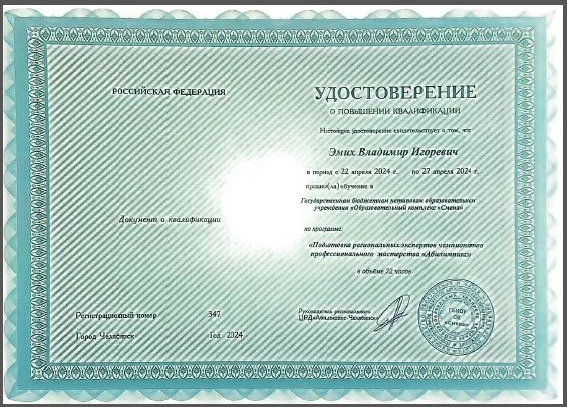 РОССИЙСКАЯ ФЕДЕРАЦИЯ
Документ о квалификации
Регистрационный номер 347
Город Челябинск Год 2024
УДОСТОВЕРЕНИЕ
О ПОВЫШЕНИИ КВАЛИФИКАЦИИ
Настоящее удостоверение свидетельствует о том, что
Эмих Владимир Игоревич
в период с 22 апреля 2024 г. по 27 апреля 2024 г.
прошел(ла) обучение в
Государственном бюджетном нетиповом образовательном
учреждении «Образовательный комплекс «Смена»
по программе:
«Подготовка региональных экспертов чемпионатов
профессионального мастерства «Абилимпикс»
в объёме 72 часов
Руководитель регионального
ЦРД«Абилимпикс-Челябинск»
ГБНОУ
ОК
«Смена»